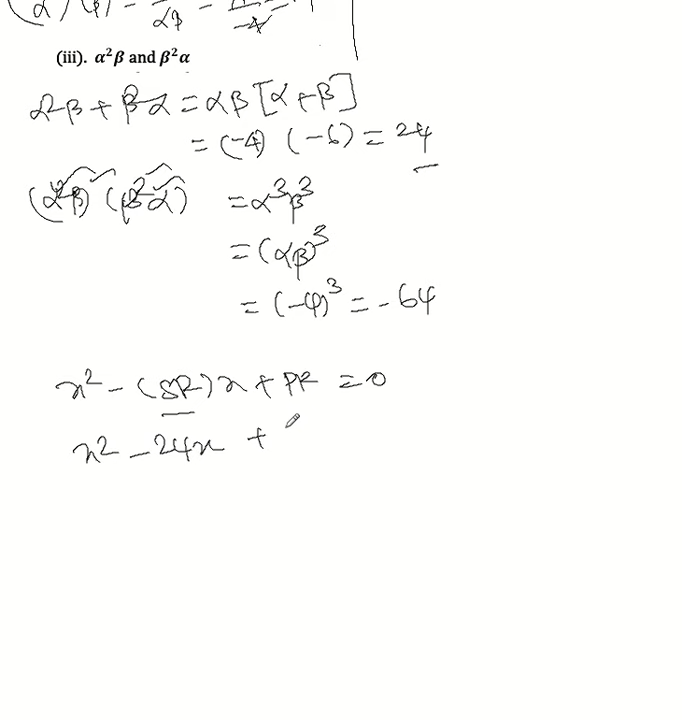 (iii). α²β and β²α
α²β + β²α = αβ [α + β]
= (-4) (-6) = 24
(α²β) (β²α) = α³β³
= (αβ)³
= (-4)³ = -64
x² - (SR)x + PR = 0
x² - 24x +